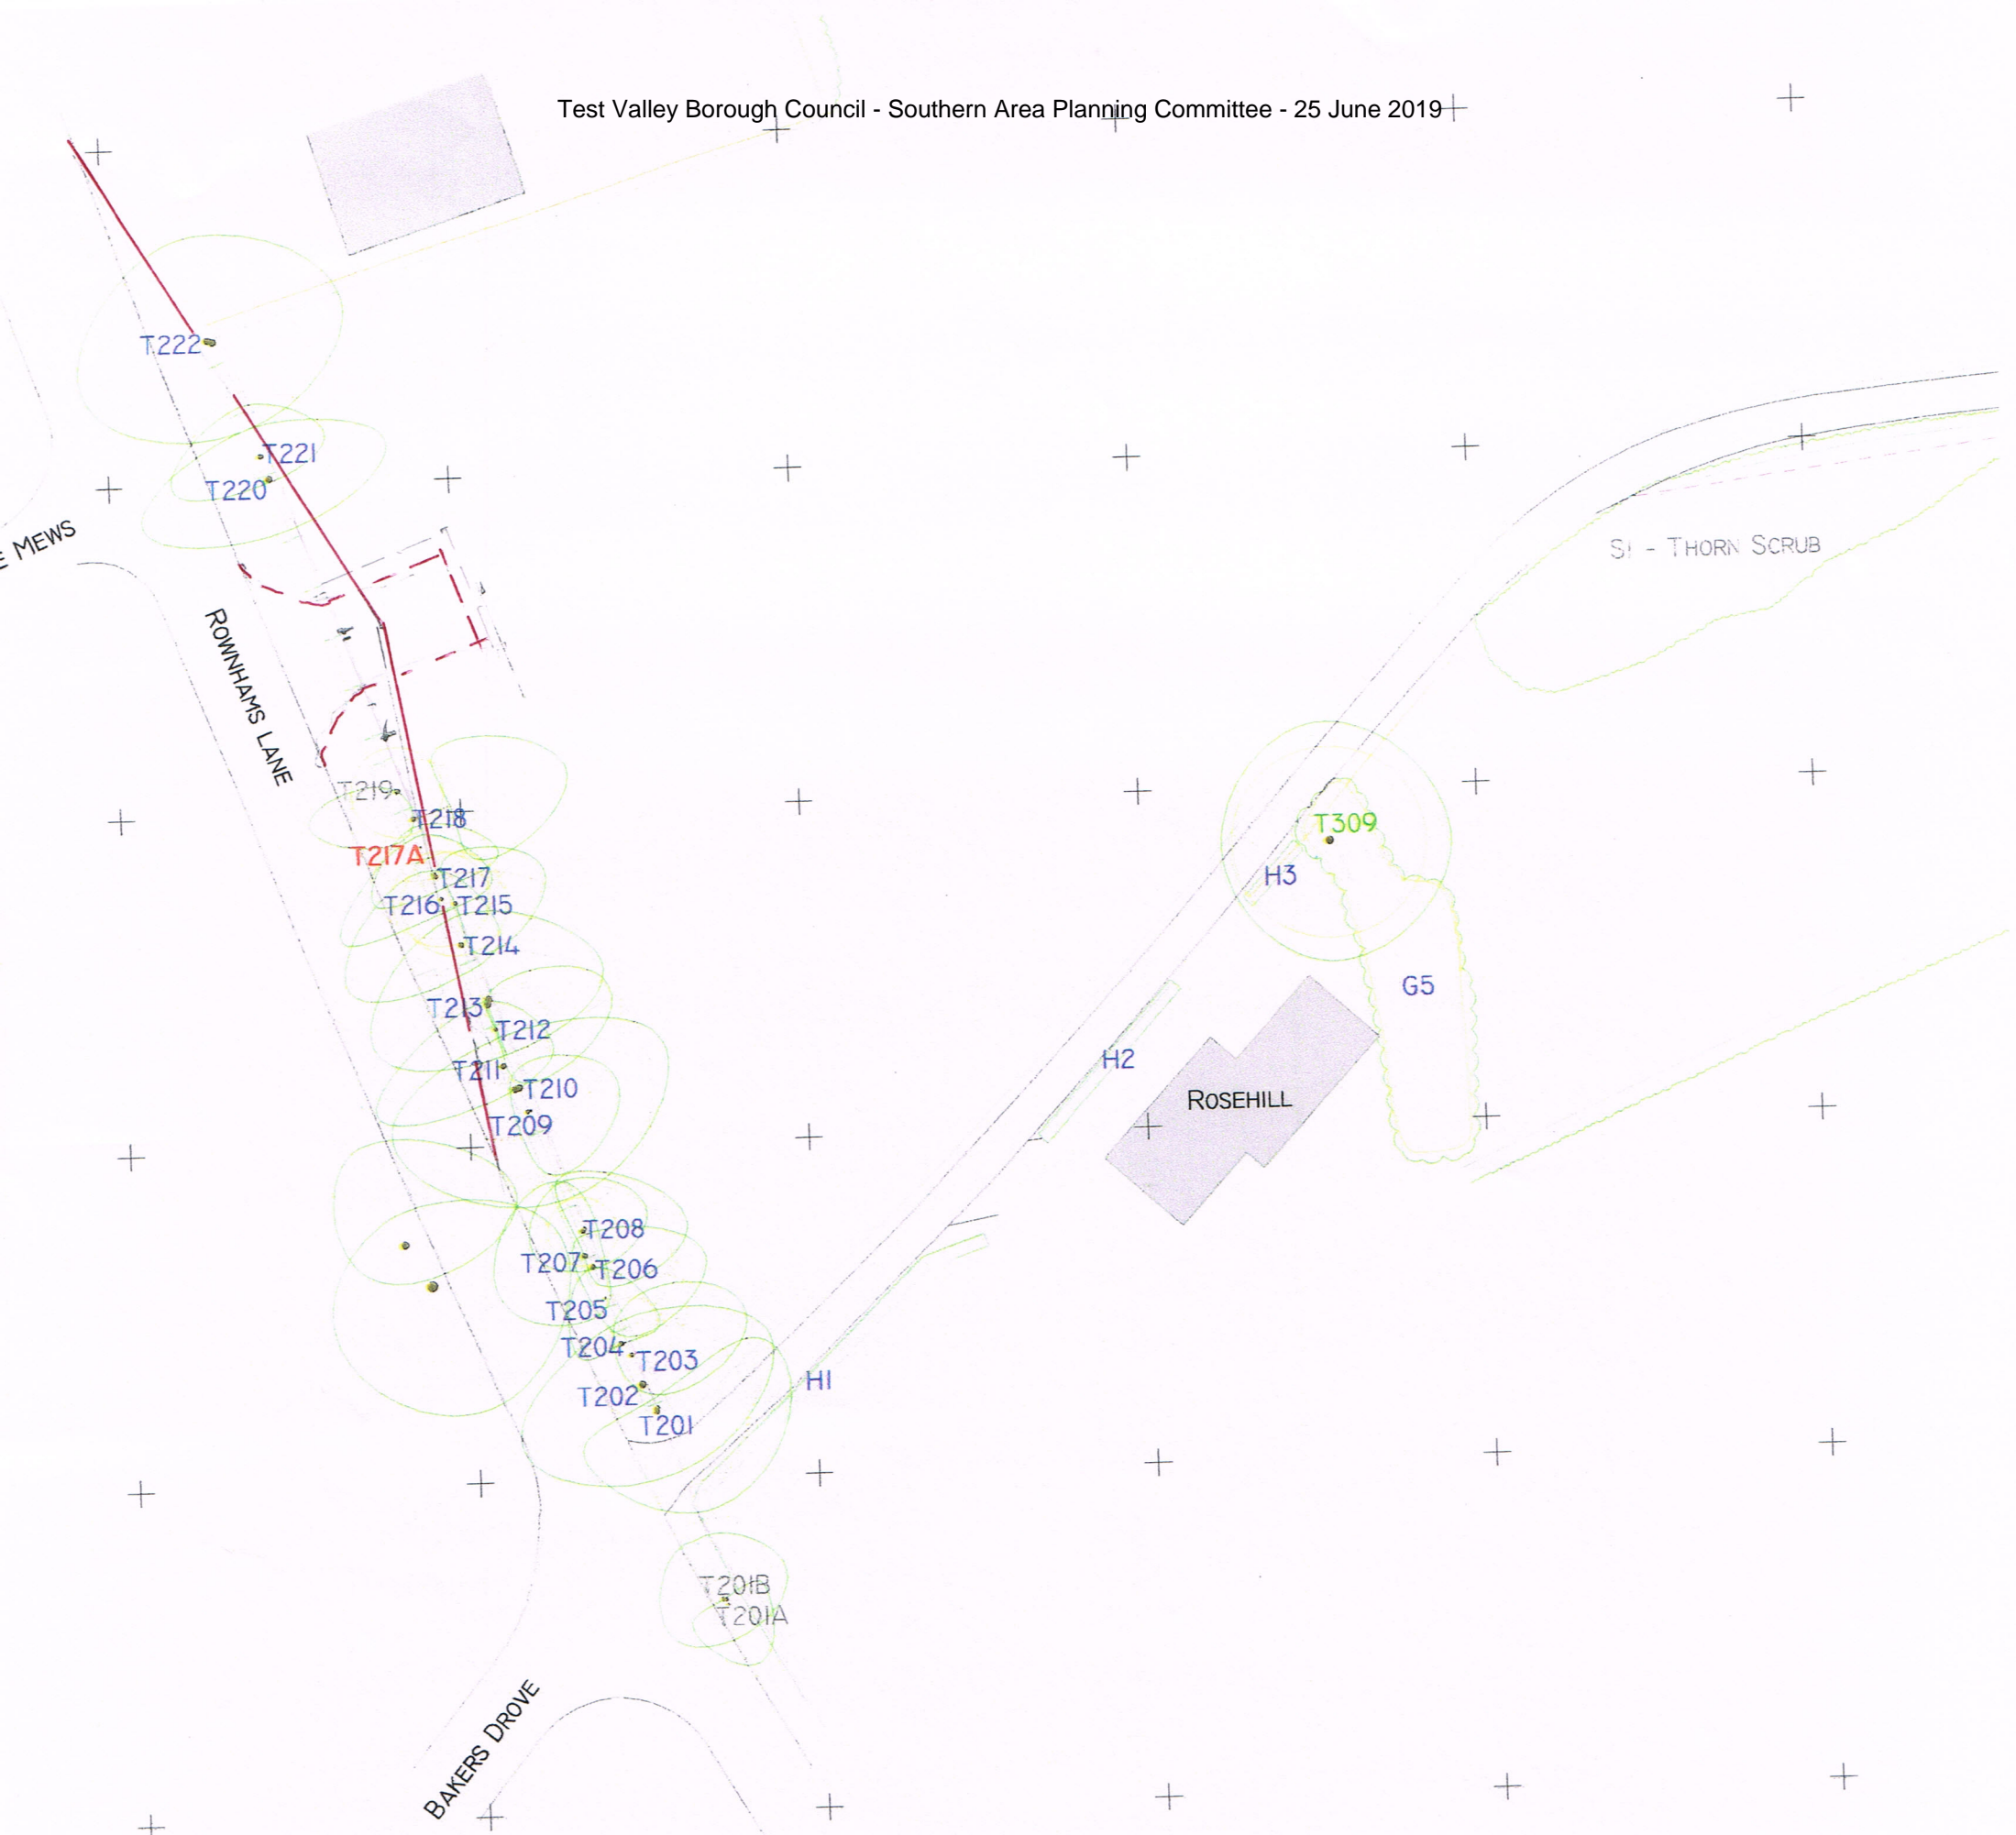 Test Valley Borough Council - Southern Area Planning Committee - 25 June 2019
T222
T221
T220
E MEWS
S1 - THORN SCRUB
ROWNHAMS LANE
T219
T218
T309
T217A
T217
H3
T216
T215
T214
G5
T213
T212
H2
T211
T210
ROSEHILL
T209
T208
T207
T206
T205
T204
T203
H1
T202
T201
T201B
T201A
BAKERS DROVE